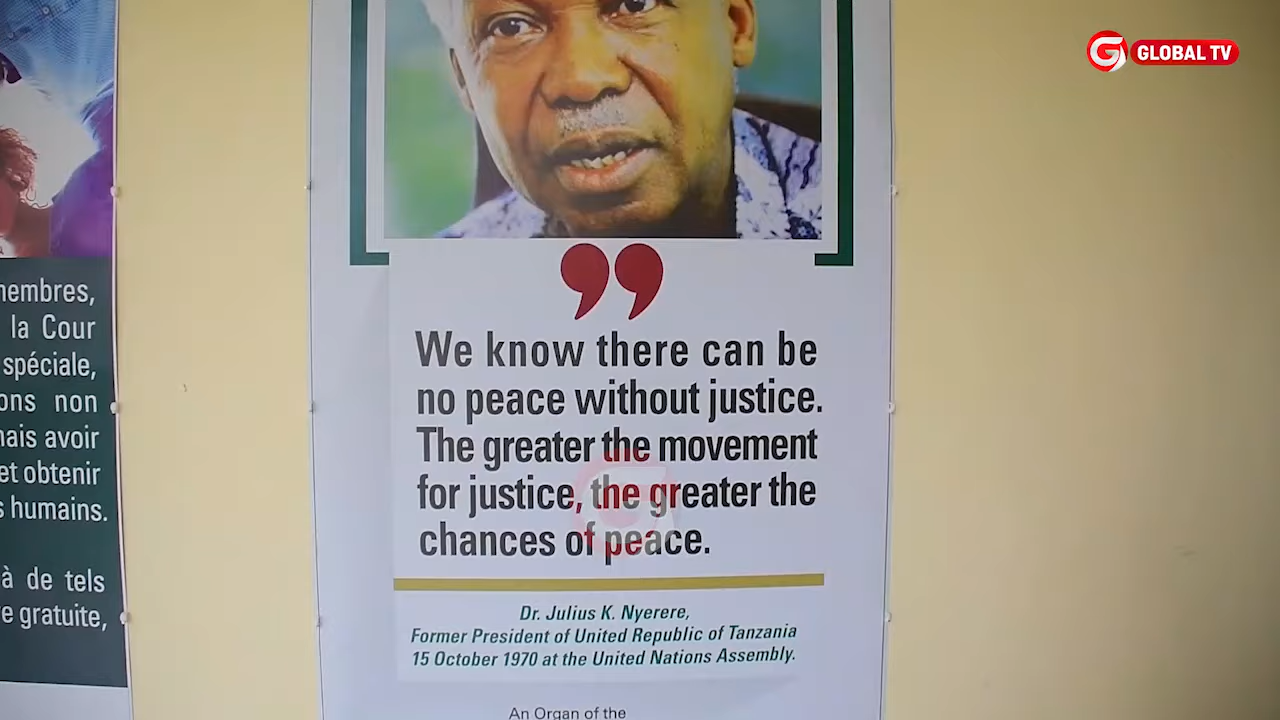 GLOBAL TV
membres,
la Cour
spéciale,
ons non
mais avoir
et obtenir
s humains.
à de tels
e gratuite,
We know there can be
no peace without justice.
The greater the movement
for justice, the greater the
chances of peace.
Dr. Julius K. Nyerere,
Former President of United Republic of Tanzania
15 October 1970 at the United Nations Assembly.
An Organ of the